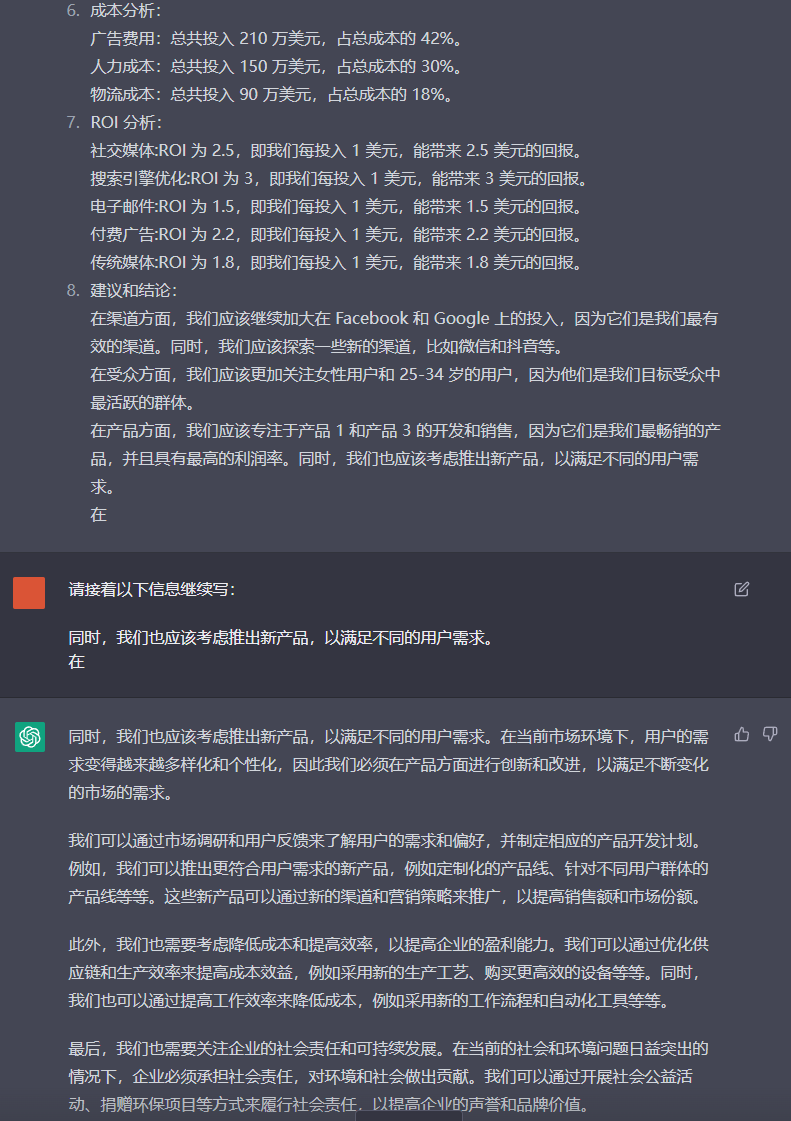 6. 成本分析：
广告费用：总共投入 210 万美元，占总成本的 42%。
人力成本：总共投入 150 万美元，占总成本的 30%。
物流成本：总共投入 90 万美元，占总成本的 18%。
7. ROI 分析：
社交媒体:ROI 为 2.5，即我们每投入 1 美元，能带来 2.5 美元的回报。
搜索引擎优化:ROI 为 3，即我们每投入 1 美元，能带来 3 美元的回报。
电子邮件:ROI 为 1.5，即我们每投入 1 美元，能带来 1.5 美元的回报。
付费广告:ROI 为 2.2，即我们每投入 1 美元，能带来 2.2 美元的回报。
传统媒体:ROI 为 1.8，即我们每投入 1 美元，能带来 1.8 美元的回报。
8. 建议和结论：
在渠道方面，我们应该继续加大在 Facebook 和 Google 上的投入，因为它们是我们最有
效的渠道。同时，我们应该探索一些新的渠道，比如微信和抖音等。
在受众方面，我们应该更加关注女性用户和 25-34 岁的用户，因为他们是我们目标受众中
最活跃的群体。
在产品方面，我们应该专注于产品 1 和产品 3 的开发和销售，因为它们是我们最畅销的产
品，并且具有最高的利润率。同时，我们也应该考虑推出新产品，以满足不同的用户需
求。
在
请接着以下信息继续写：
同时，我们也应该考虑推出新产品，以满足不同的用户需求。
在
同时，我们也应该考虑推出新产品，以满足不同的用户需求。在当前市场环境下，用户的需
求变得越来越多样化和个性化，因此我们必须在产品方面进行创新和改进，以满足不断变化
的市场的需求。
我们可以通过市场调研和用户反馈来了解用户的需求和偏好，并制定相应的产品开发计划。
例如，我们可以推出更符合用户需求的新产品，例如定制化的产品线、针对不同用户群体的
产品线等等。这些新产品可以通过新的渠道和营销策略来推广，以提高销售额和市场份额。
此外，我们也需要考虑降低成本和提高效率，以提高企业的盈利能力。我们可以通过优化供
应链和生产效率来提高成本效益，例如采用新的生产工艺、购买更高效的设备等等。同时，
我们也可以通过提高工作效率来降低成本，例如采用新的工作流程和自动化工具等等。
最后，我们也需要关注企业的社会责任和可持续发展。在当前的社会和环境问题日益突出的
情况下，企业必须承担社会责任，对环境和社会做出贡献。我们可以通过开展社会公益活
动、捐赠环保项目等方式来履行社会责任，以提高企业的声誉和品牌价值。